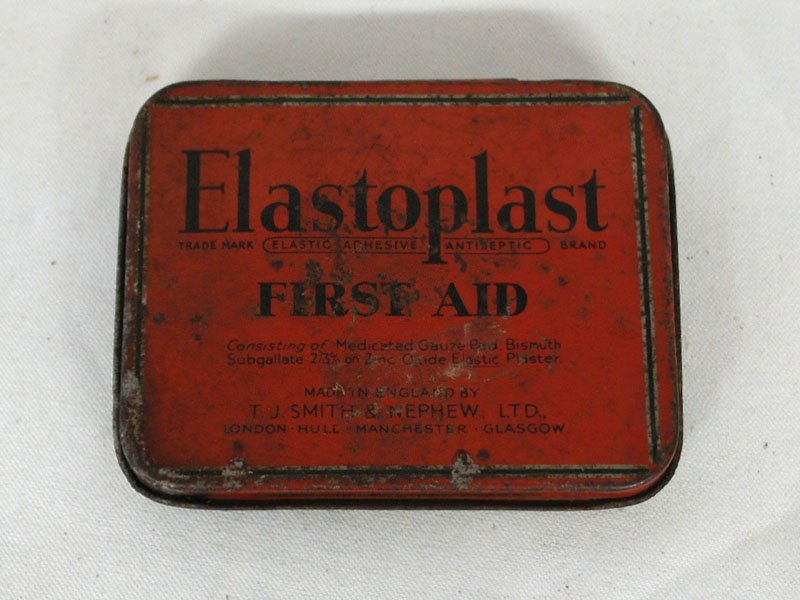 Elastoplast
TRADE MARK ELASTIC · ADHESIVE · ANTISEPTIC BRAND
FIRST AID
Consisting of Medicated Gauze Pad, Bismuth
Subgallate 2/3% on Zinc Oxide Elastic Plaster.
MADE IN ENGLAND BY
T. J. SMITH & NEPHEW, LTD.,
LONDON · HULL · MANCHESTER · GLASGOW.